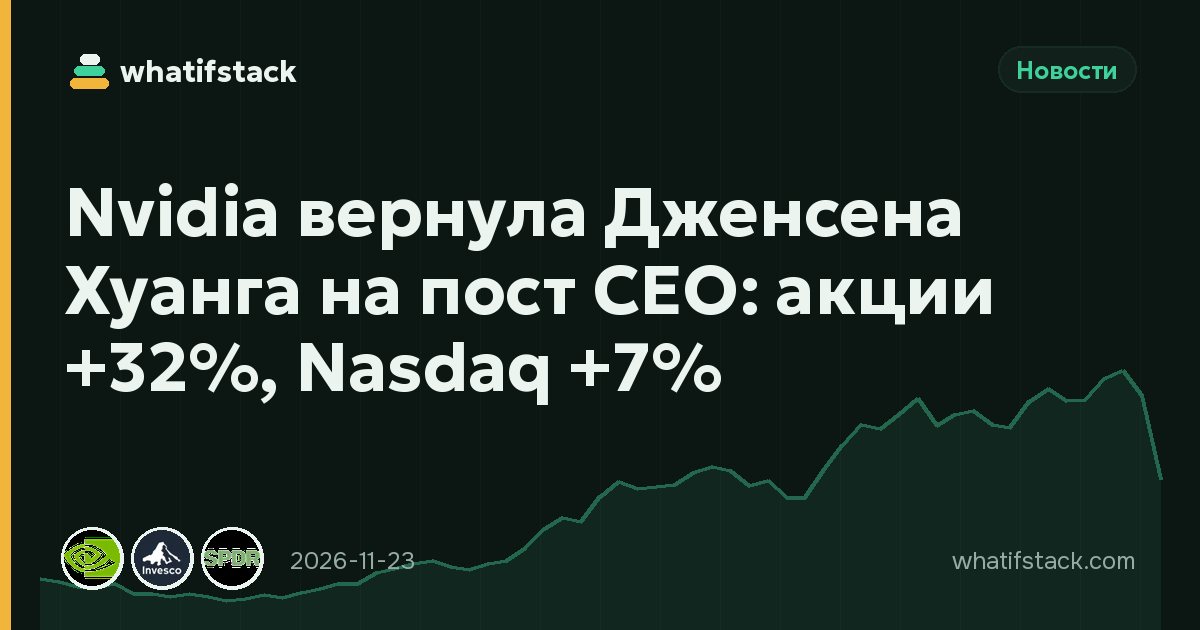 whatifstack
Новости
Nvidia вернула Дженсена
Хуанга на пост CEO: акции
+32%, Nasdaq +7%
Invesco
SPDR
2026-11-23
whatifstack.com